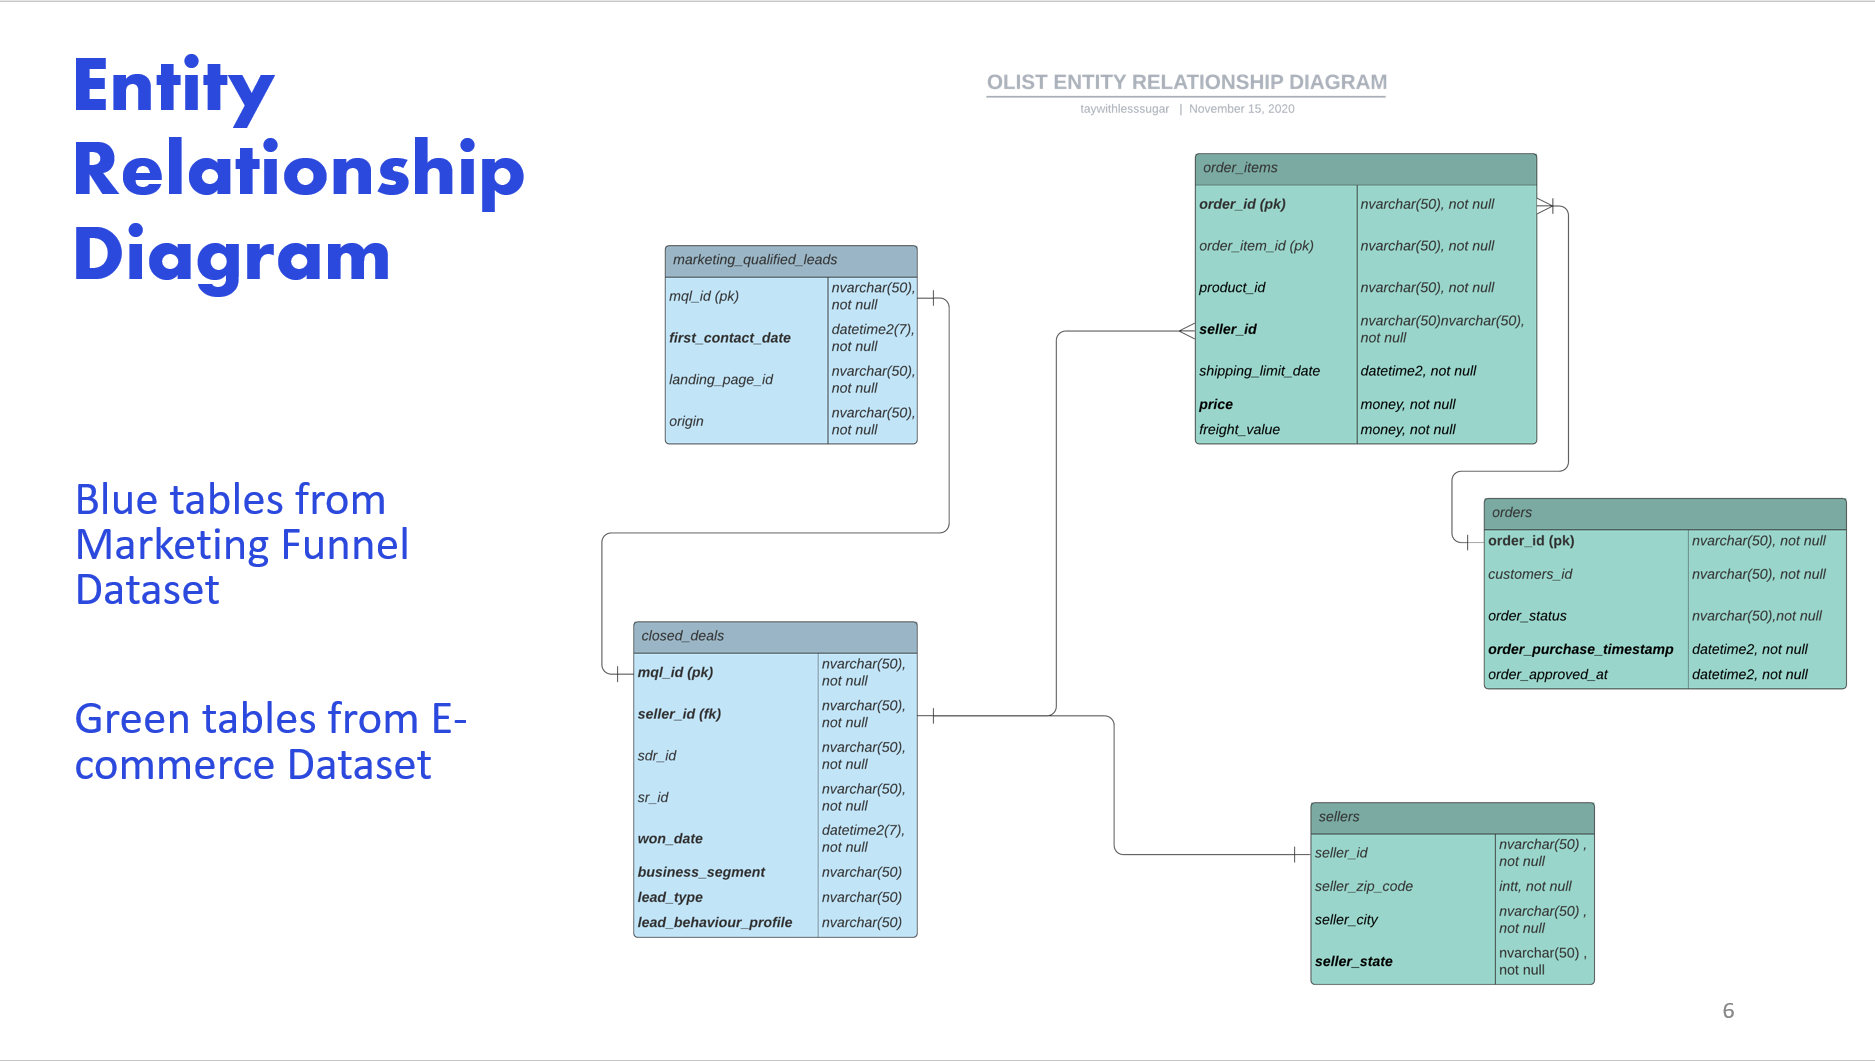 Entity
Relationship
Diagram
Blue tables from
Marketing Funnel
Dataset
Green tables from E-
commerce Dataset
OLIST ENTITY RELATIONSHIP DIAGRAM
taywithlesssugar | November 15, 2020
marketing_qualified_leads
mql_id (pk)
nvarchar(50),
not null
first_contact_date
datetime2(7),
not null
landing_page_id
nvarchar(50),
not null
origin
nvarchar(50),
not null
order_items
order_id (pk) nvarchar(50), not null
order_item_id (pk) nvarchar(50), not null
product_id nvarchar(50), not null
seller_id
nvarchar(50)nvarchar(50),
not null
shipping_limit_date datetime2, not null
price money, not null
freight_value money, not null
orders
order_id (pk) nvarchar(50), not null
customers_id nvarchar(50), not null
order_status nvarchar(50),not null
order_purchase_timestamp datetime2, not null
order_approved_at datetime2, not null
closed_deals
mql_id (pk)
nvarchar(50),
not null
seller_id (fk)
nvarchar(50),
not null
sdr_id
nvarchar(50),
not null
sr_id
nvarchar(50),
not null
won_date
datetime2(7),
not null
business_segment nvarchar(50)
lead_type nvarchar(50)
lead_behaviour_profile nvarchar(50)
sellers
seller_id
nvarchar(50) ,
not null
seller_zip_code intt, not null
seller_city
nvarchar(50) ,
not null
seller_state
nvarchar(50) ,
not null
6